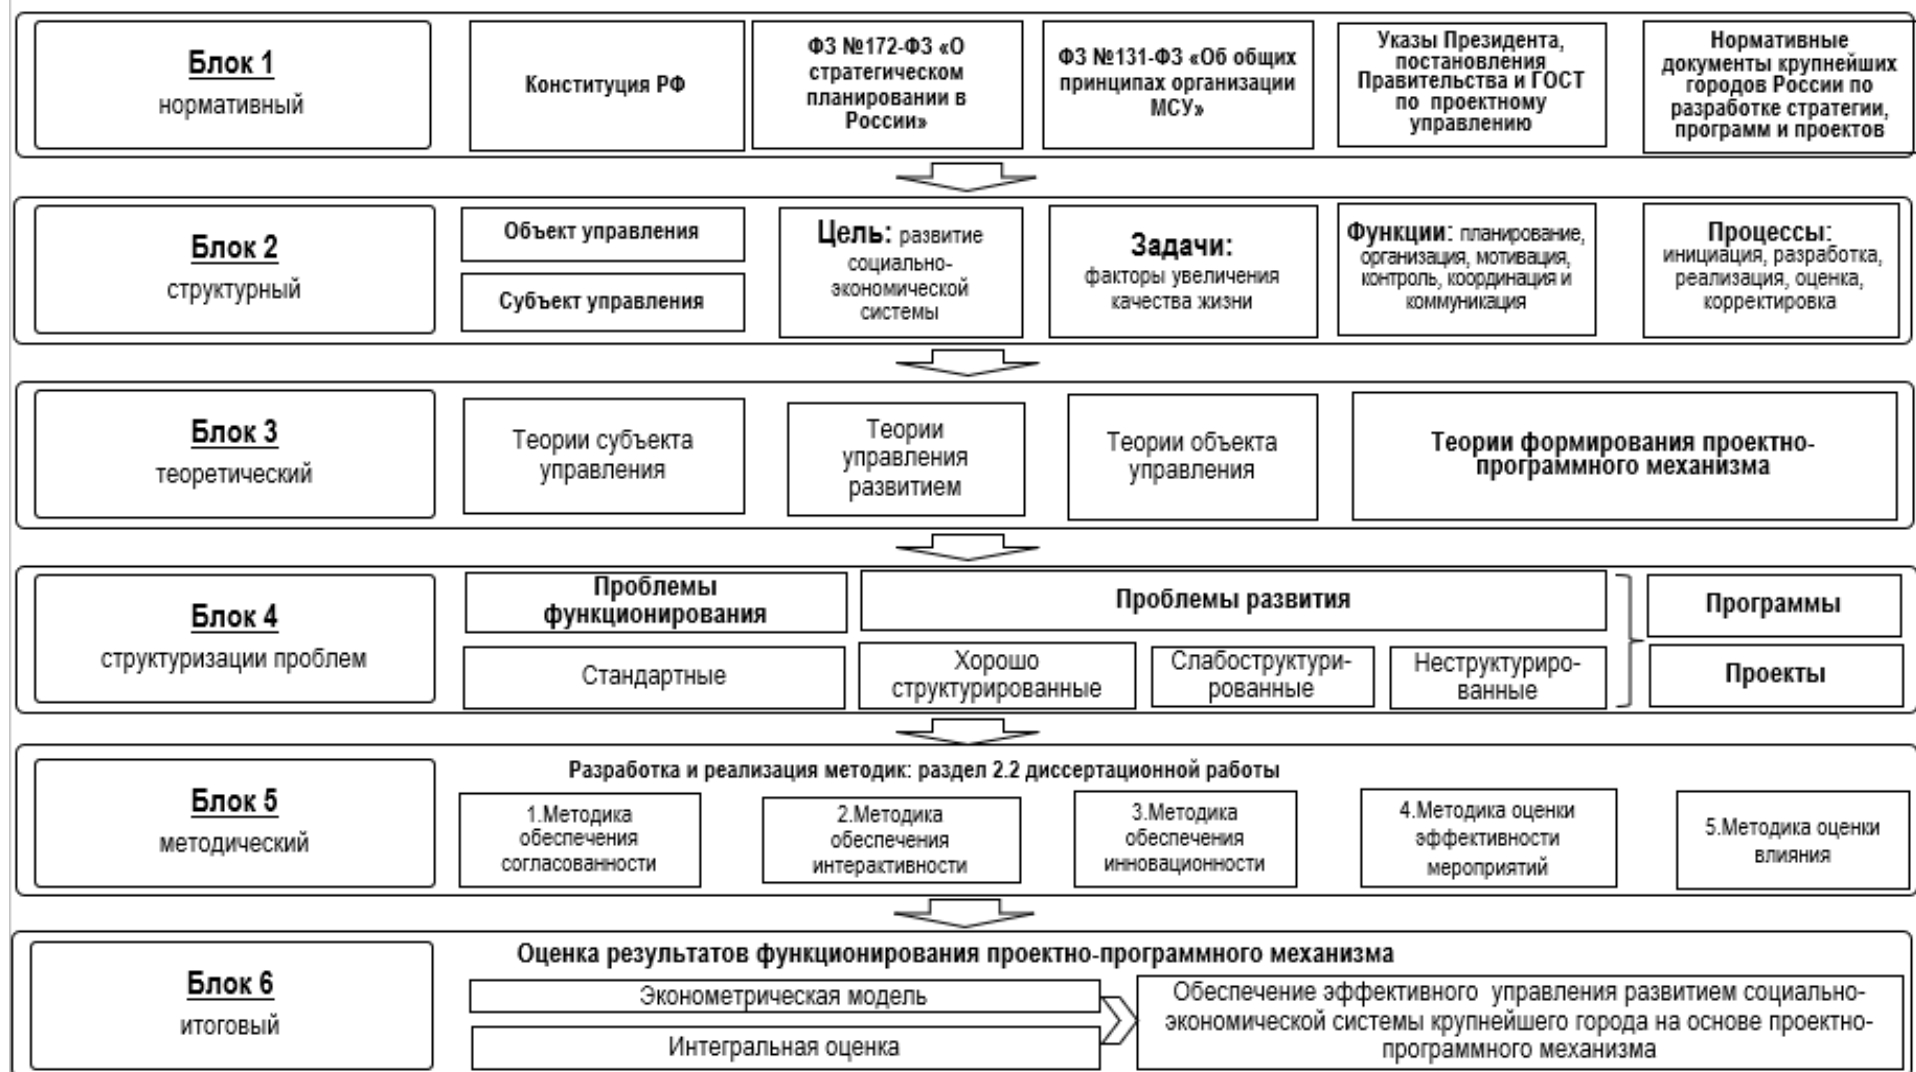 Блок 1
нормативный
Конституция РФ
ФЗ №172-ФЗ «О
стратегическом
планировании в
России»
ФЗ №131-ФЗ «Об общих
принципах организации
МСУ»
Указы Президента,
постановления
Правительства и ГОСТ
по проектному
управлению
Нормативные
документы крупнейших
городов России по
разработке стратегии,
программ и проектов
Блок 2
структурный
Объект управления
Субъект управления
Цель: развитие
социально-
экономической
системы
Задачи:
факторы увеличения
качества жизни
Функции: планирование,
организация, мотивация,
контроль, координация и
коммуникация
Процессы:
инициация, разработка,
реализация, оценка,
корректировка
Блок 3
теоретический
Теории субъекта
управления
Теории
управления
развитием
Теории объекта
управления
Теории формирования проектно-
программного механизма
Блок 4
структуризации проблем
Проблемы
функционирования
Проблемы развития
Стандартные
Хорошо
структурированные
Слабоструктури-
рованные
Неструктуриро-
ванные
Программы
Проекты
Блок 5
методический
Разработка и реализация методик: раздел 2.2 диссертационной работы
1.Методика
обеспечения
согласованности
2.Методика
обеспечения
интерактивности
3.Методика
обеспечения
инновационности
4.Методика оценки
эффективности
мероприятий
5.Методика оценки
влияния
Блок 6
итоговый
Оценка результатов функционирования проектно-программного механизма
Эконометрическая модель
Интегральная оценка
Обеспечение эффективного управления развитием социально-
экономической системы крупнейшего города на основе проектно-
программного механизма